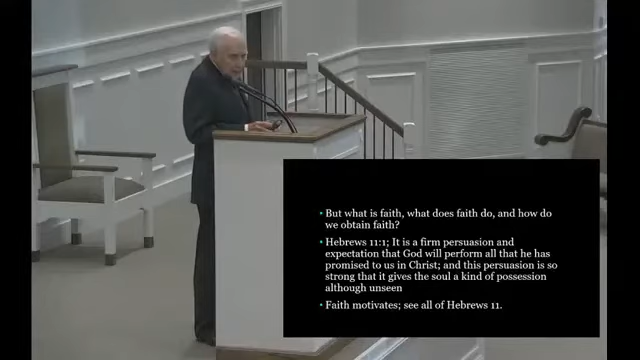 • But what is faith, what does faith do, and how do
we obtain faith?
• Hebrews 11:1; It is a firm persuasion and
expectation that God will perform all that he has
promised to us in Christ; and this persuasion is so
strong that it gives the soul a kind of possession
although unseen
• Faith motivates; see all of Hebrews 11.